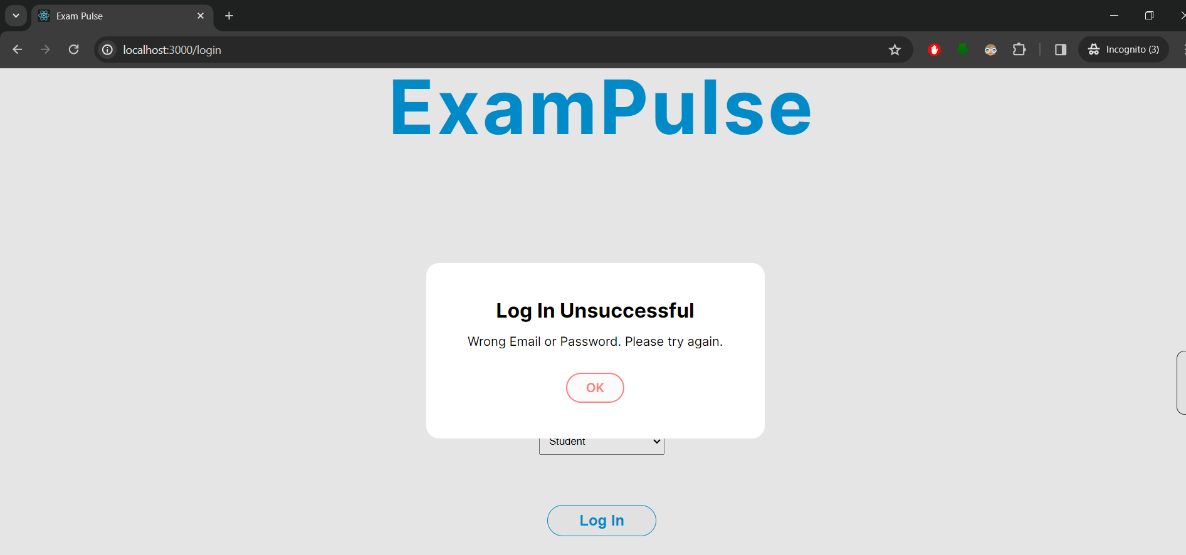 Exam Pulse
localhost:3000/login
Incognito (3)
ExamPulse
Log In Unsuccessful
Wrong Email or Password. Please try again.
OK
Student
Log In